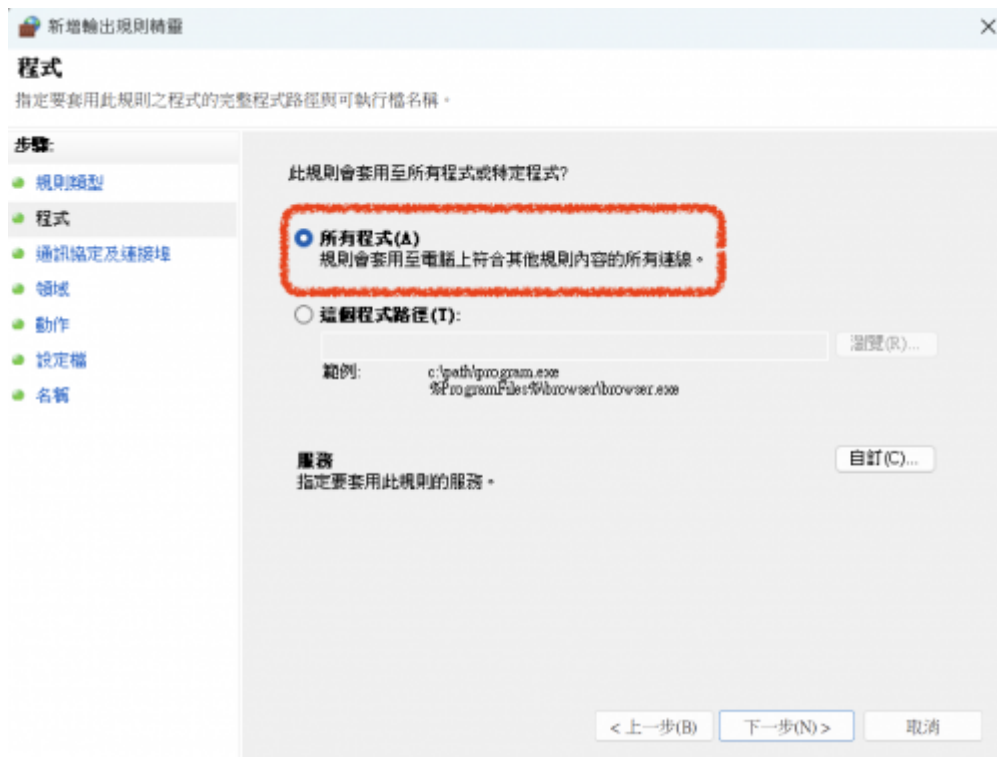 新增輸出規則精靈
程式
指定要套用此規則之程式的完整程式路徑與可執行檔名稱。
步驟:
規則類型
程式
通訊協定及連接埠
領域
動作
設定檔
名稱
此規則會套用至所有程式或特定程式?
所有程式(A)
規則會套用至電腦上符合其他規則內容的所有連線。
這個程式路徑(T):
瀏覽(R)...
範例: c:\path\program.exe
%ProgramFiles%\browser\browser.exe
服務
指定要套用此規則的服務。
自訂(C)...
< 上一步(B)
下一步(N) >
取消